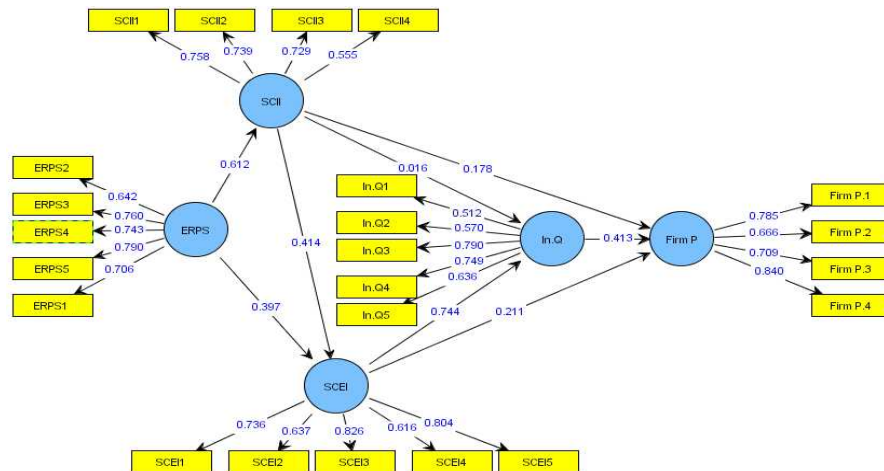 SCII1 SCII2 SCII3 SCII4
0.758 0.739 0.729 0.555
SCII
ERPS2
ERPS3
ERPS4
ERPS5
ERPS1
0.642
0.760
0.743
0.790
0.706
ERPS
0.612
0.397
0.414
0.016
0.178
In.Q1
In.Q2
In.Q3
In.Q4
In.Q5
0.512
0.570
0.790
0.749
0.636
In.Q
0.413
Firm P
0.744
0.211
0.785
0.666
0.709
0.840
Firm P.1
Firm P.2
Firm P.3
Firm P.4
SCEI
0.736 0.637 0.826 0.616 0.804
SCEI1 SCEI2 SCEI3 SCEI4 SCEI5